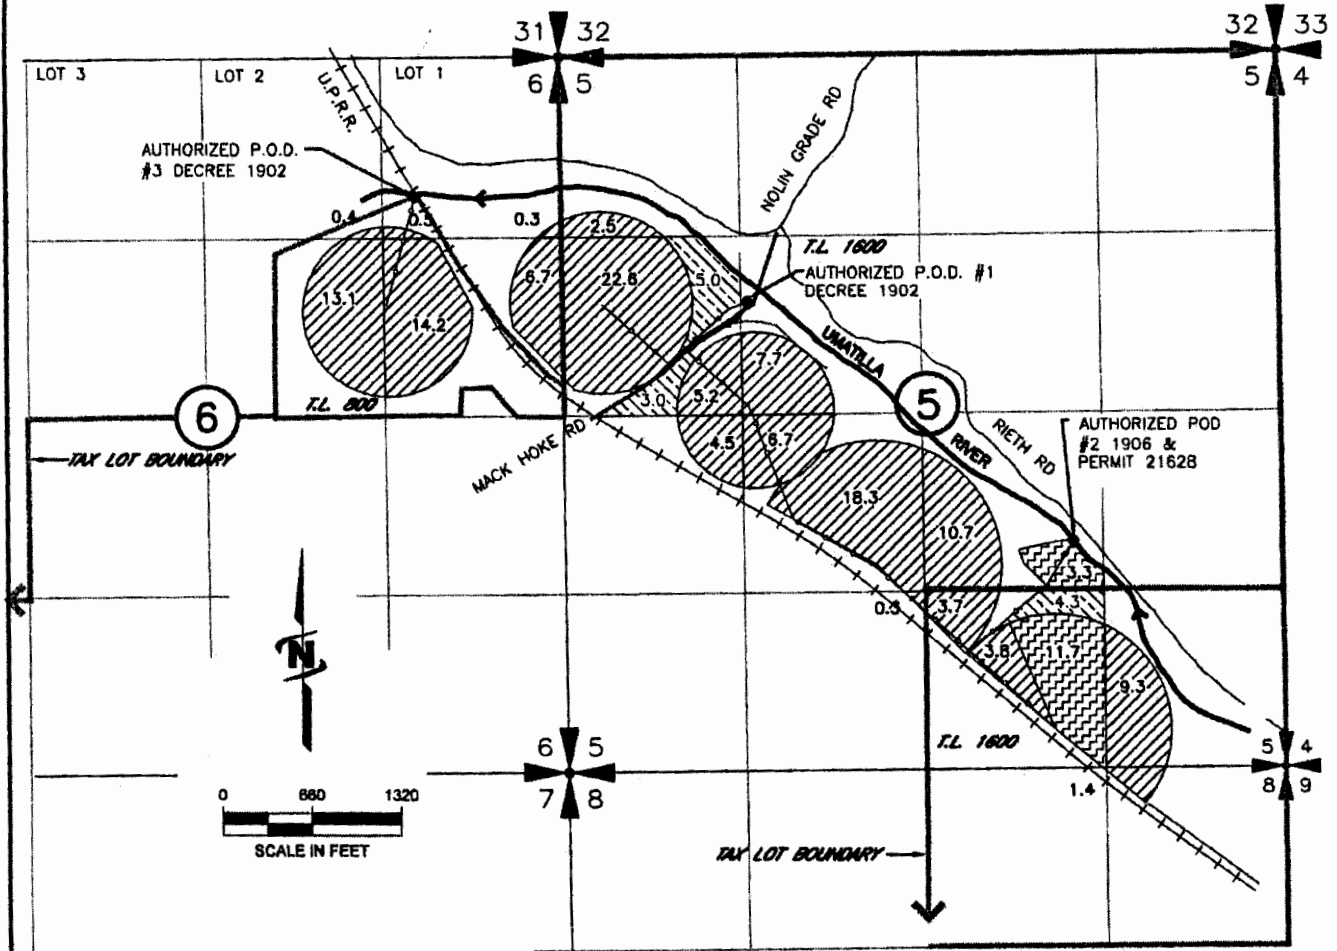 31 32
32 33
6 5
5 4
LOT 3
LOT 2
LOT 1
U.P.R.R.
NOLIN GRADE RD
AUTHORIZED P.O.D.
#3 DECREE 1902
0.4
0.5
0.3
2.5
T.L. 1600
AUTHORIZED P.O.D. #1
DECREE 1902
13.1
14.2
6.7
22.6
5.0
UMATILLA
RIVER
7.7
T.L. 800
3.0
5.2
6
5
MACK HOKE RD
4.5
6.7
RIETH RD
AUTHORIZED POD
#2 1906 &
PERMIT 21628
TAX LOT BOUNDARY
18.3
10.7
3.3
0.3
3.7
4.3
3.8
11.7
9.3
N
T.L. 1600
6 5
7 8
5 4
8 9
1.4
0 660 1320
SCALE IN FEET
TAX LOT BOUNDARY